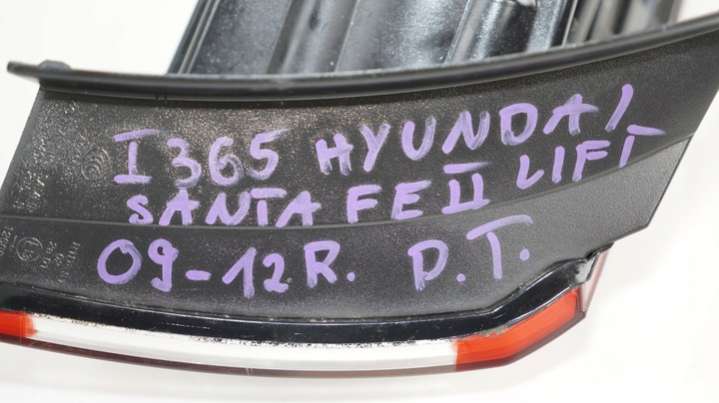 I365 HYUNDAI
SANTA FE II LIFT
09-12R. P.T.